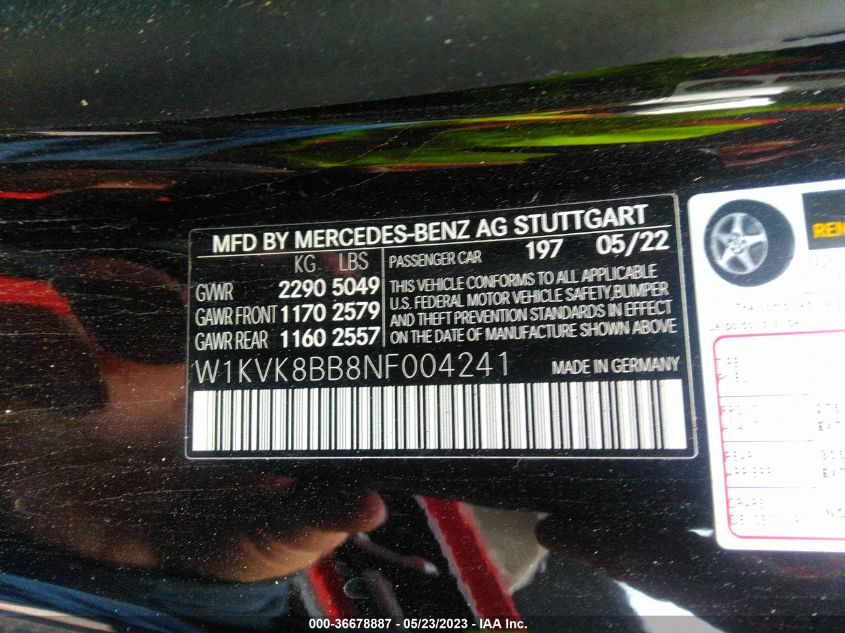 MFD BY MERCEDES-BENZ AG STUTTGART
KG LBS
GVWR 2290 5049
GAWR FRONT 1170 2579
GAWR REAR 1160 2557
PASSENGER CAR 197 05/22
THIS VEHICLE CONFORMS TO ALL APPLICABLE
U.S. FEDERAL MOTOR VEHICLE SAFETY, BUMPER
AND THEFT PREVENTION STANDARDS IN EFFECT
ON THE DATE OF MANUFACTURE SHOWN ABOVE
W1KVK8BB8NF004241 MADE IN GERMANY
000-36678887 - 05/23/2023 - IAA Inc.